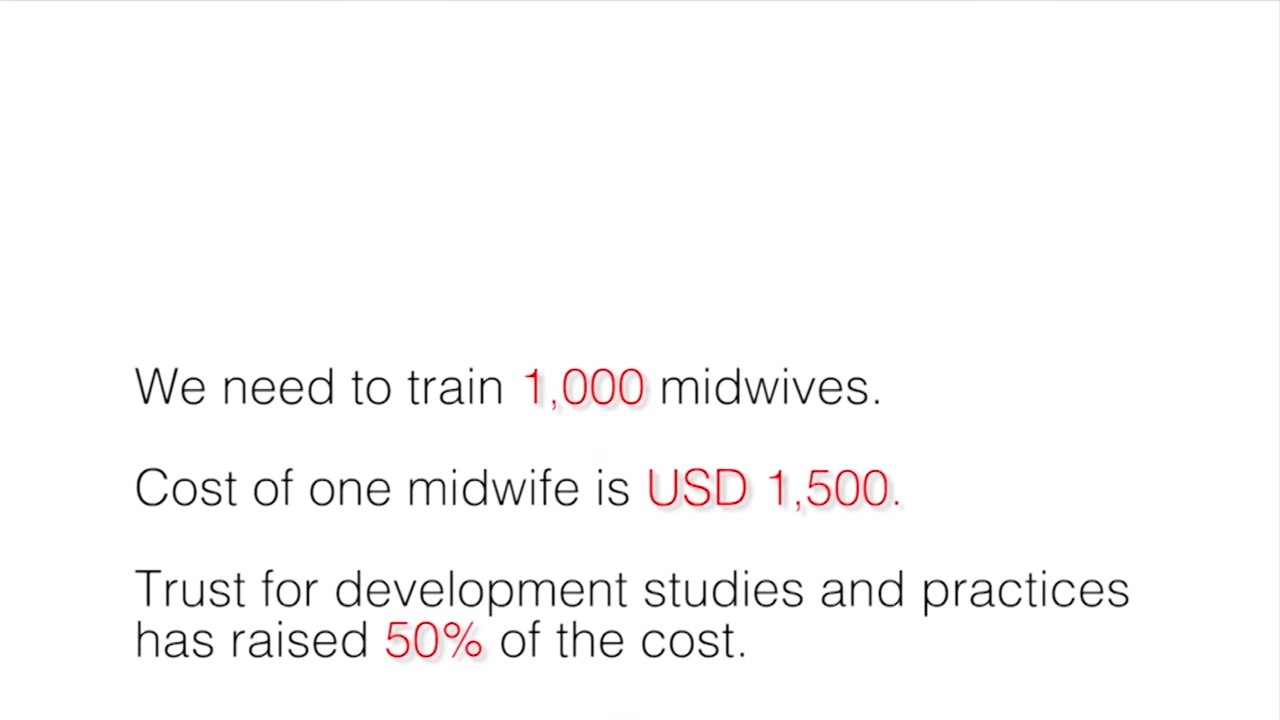 We need to train 1,000 midwives.
Cost of one midwife is USD 1,500.
Trust for development studies and practices
has raised 50% of the cost.